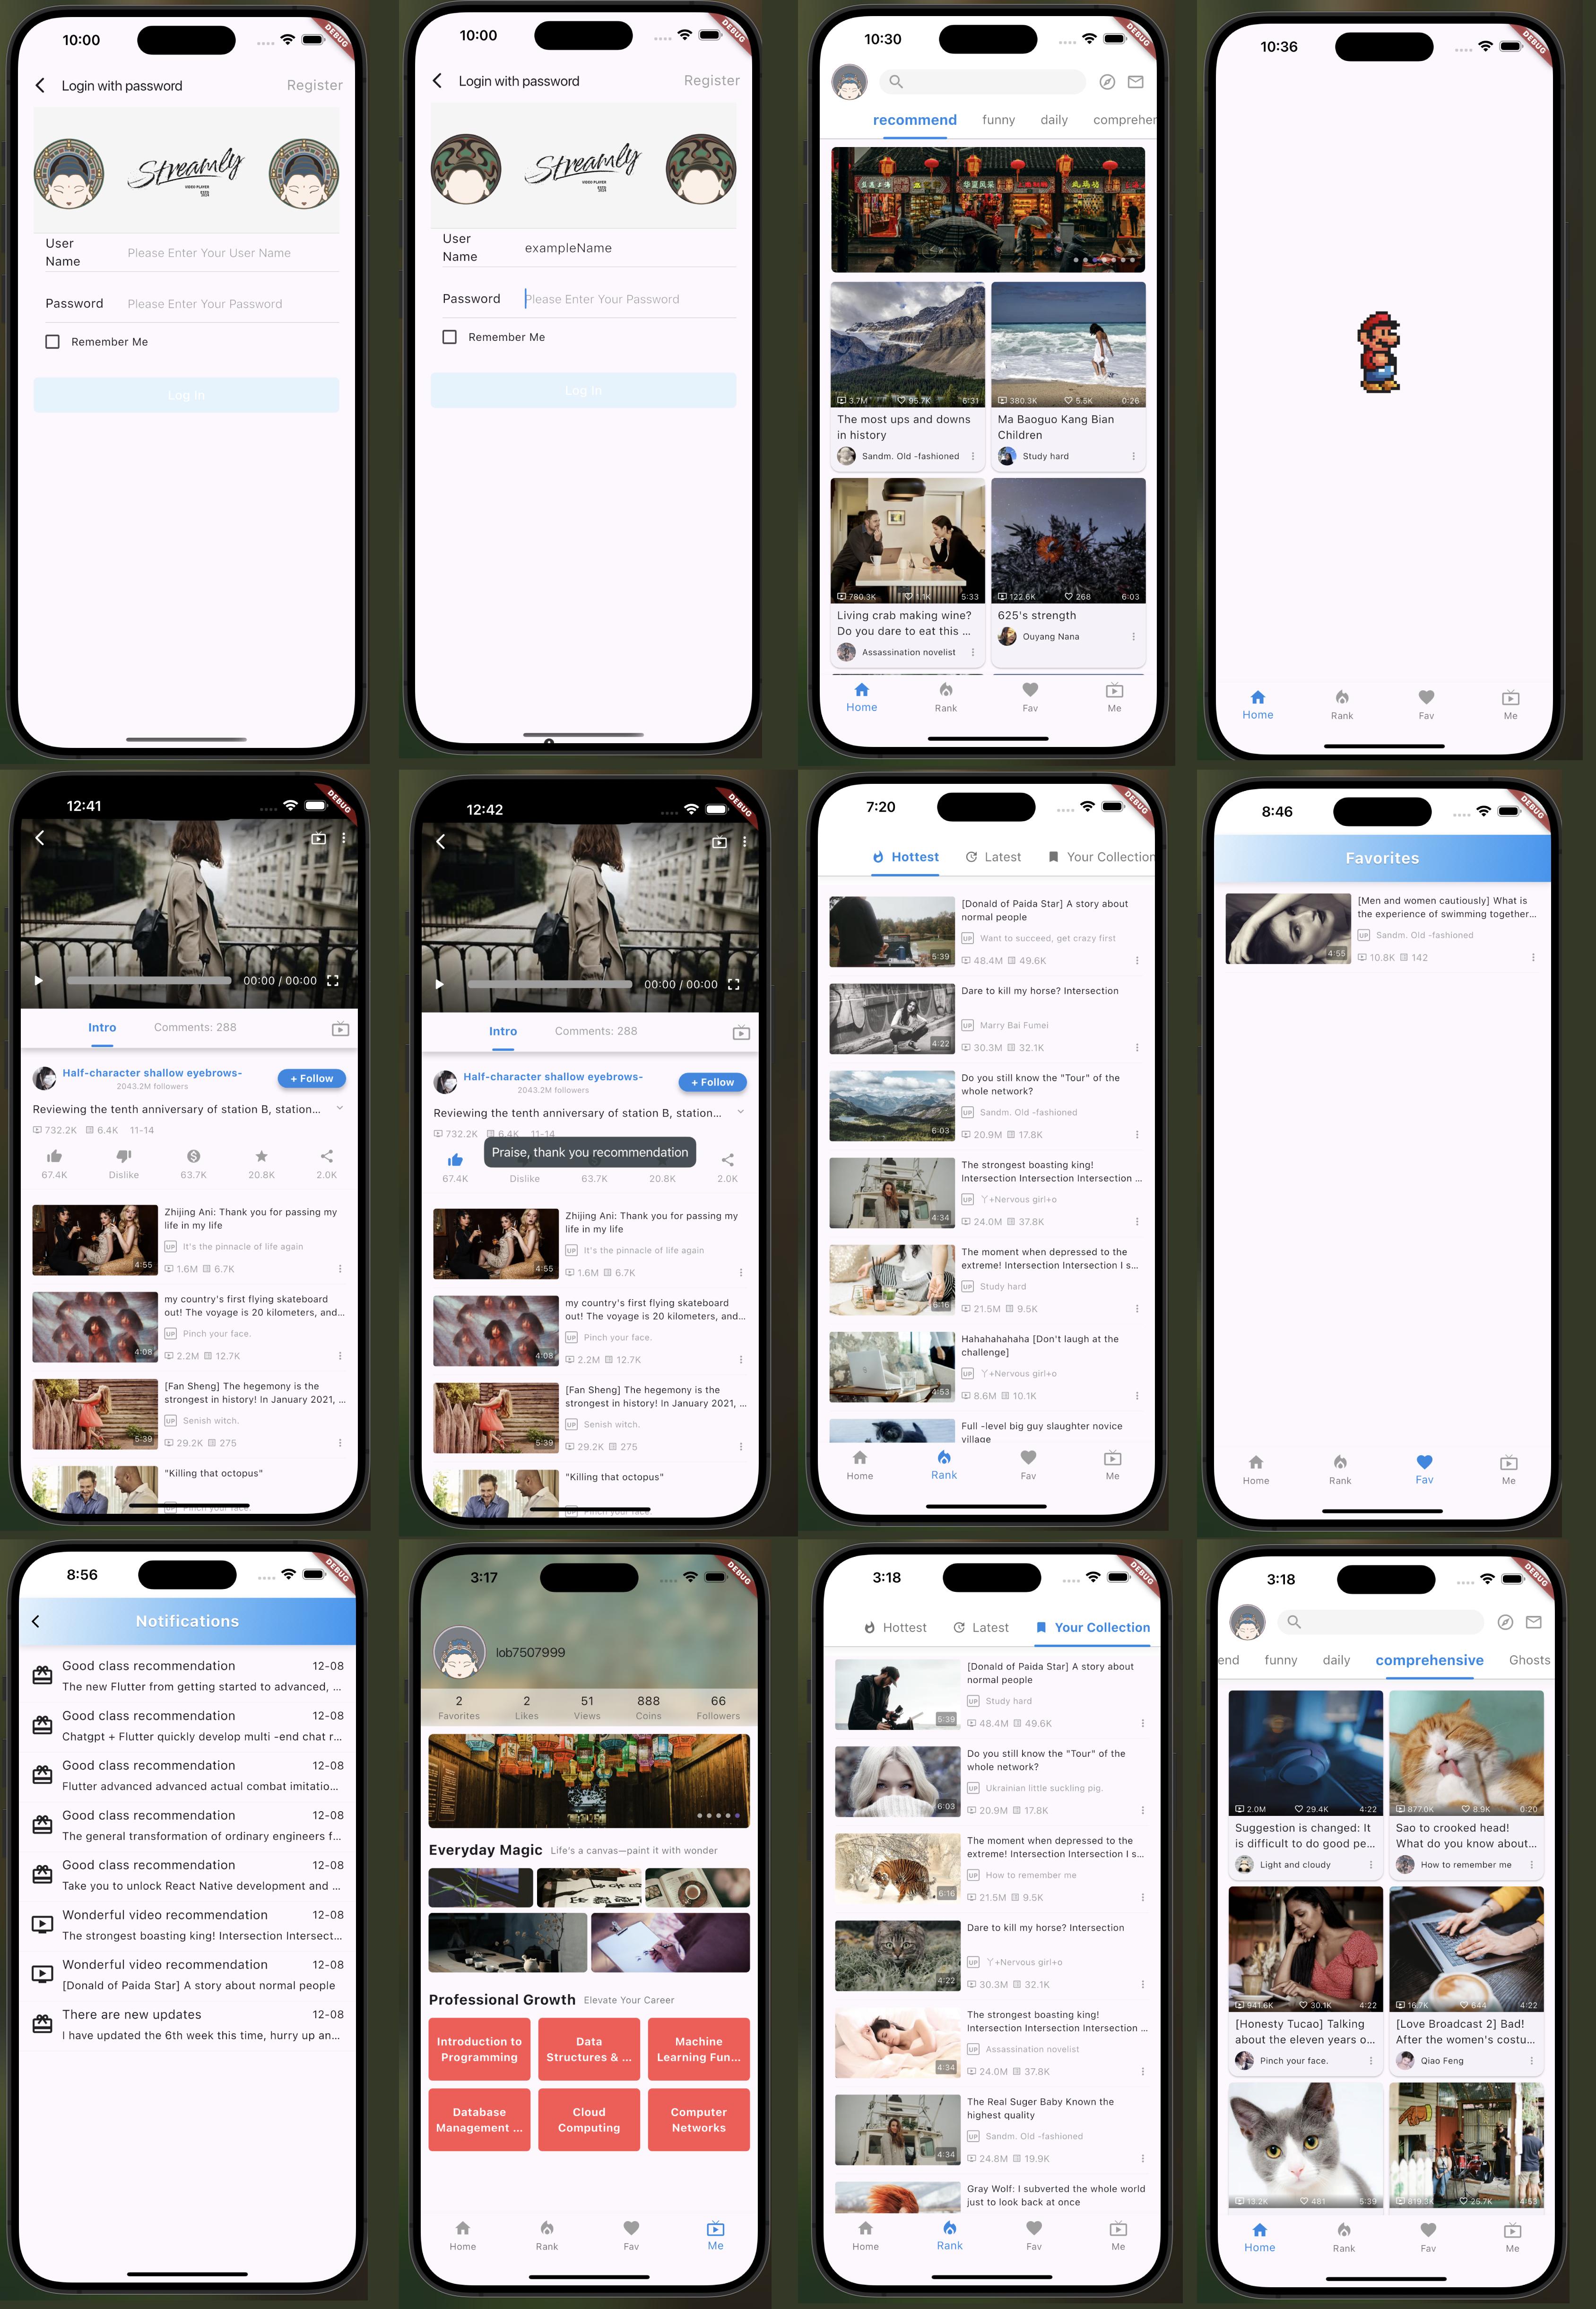 10:00
DEBUG
Login with password
Register
Streamly
VIDEO PLAYER
User
Name
Please Enter Your User Name
Password
Please Enter Your Password
Remember Me
Log In
10:00
DEBUG
Login with password
Register
Streamly
VIDEO PLAYER
User
Name
exampleName
Password
Please Enter Your Password
Remember Me
Log In
10:30
DEBUG
recommend
funny
daily
comprehen
3.7M
95.7K
6:31
380.3K
5.5K
0:26
The most ups and downs
in history
Sandm. Old -fashioned
Ma Baoguo Kang Bian
Children
Study hard
780.3K
1.1K
5:33
122.6K
268
6:03
Living crab making wine?
Do you dare to eat this ...
Assassination novelist
625's strength
Ouyang Nana
Home
Rank
Fav
Me
10:36
DEBUG
Home
Rank
Fav
Me
12:41
DEBUG
00:00 / 00:00
Intro
Comments: 288
Half-character shallow eyebrows-
2043.2M followers
+ Follow
Reviewing the tenth anniversary of station B, station...
732.2K
6.4K
11-14
67.4K
Dislike
63.7K
20.8K
2.0K
Zhijing Ani: Thank you for passing my
life in my life
UP It's the pinnacle of life again
4:55
1.6M
6.7K
my country's first flying skateboard
out! The voyage is 20 kilometers, and...
UP Pinch your face.
4:08
2.2M
12.7K
[Fan Sheng] The hegemony is the
strongest in history! In January 2021, ...
UP Senish witch.
5:39
29.2K
275
"Killing that octopus"
Pinch your face.
12:42
DEBUG
00:00 / 00:00
Intro
Comments: 288
Half-character shallow eyebrows-
2043.2M followers
+ Follow
Reviewing the tenth anniversary of station B, station...
732.2K
6.4K
11-14
Praise, thank you recommendation
67.4K
Dislike
63.7K
20.8K
2.0K
Zhijing Ani: Thank you for passing my
life in my life
UP It's the pinnacle of life again
4:55
1.6M
6.7K
my country's first flying skateboard
out! The voyage is 20 kilometers, and...
UP Pinch your face.
4:08
2.2M
12.7K
[Fan Sheng] The hegemony is the
strongest in history! In January 2021, ...
UP Senish witch.
5:39
29.2K
275
"Killing that octopus"
Pinch your face.
7:20
DEBUG
Hottest
Latest
Your Collection
[Donald of Paida Star] A story about
normal people
UP Want to succeed, get crazy first
5:39
48.4M
49.6K
Dare to kill my horse? Intersection
UP Marry Bai Fumei
4:22
30.3M
32.1K
Do you still know the "Tour" of the
whole network?
UP Sandm. Old -fashioned
6:03
20.9M
17.8K
The strongest boasting king!
Intersection Intersection Intersection ...
UP 丫+Nervous girl+o
4:34
24.0M
37.8K
The moment when depressed to the
extreme! Intersection Intersection I s...
UP Study hard
6:16
21.5M
9.5K
Hahahahahaha [Don't laugh at the
challenge]
UP 丫+Nervous girl+o
4:53
8.6M
10.1K
Full -level big guy slaughter novice
village
Home
Rank
Fav
Me
8:46
DEBUG
Favorites
[Men and women cautiously] What is
the experience of swimming together...
UP Sandm. Old -fashioned
4:55
10.8K
142
Home
Rank
Fav
Me
8:56
DEBUG
Notifications
Good class recommendation
12-08
The new Flutter from getting started to advanced, ...
Good class recommendation
12-08
Chatgpt + Flutter quickly develop multi -end chat r...
Good class recommendation
12-08
Flutter advanced advanced actual combat imitatio...
Good class recommendation
12-08
The general transformation of ordinary engineers f...
Good class recommendation
12-08
Take you to unlock React Native development and ...
Wonderful video recommendation
12-08
The strongest boasting king! Intersection Intersect...
Wonderful video recommendation
12-08
[Donald of Paida Star] A story about normal people
There are new updates
12-08
I have updated the 6th week this time, hurry up an...
3:17
DEBUG
lob7507999
2
2
51
888
66
Favorites
Likes
Views
Coins
Followers
Everyday Magic
Life's a canvas—paint it with wonder
Professional Growth
Elevate Your Career
Introduction to
Programming
Data
Structures & ...
Machine
Learning Fun...
Database
Management ...
Cloud
Computing
Computer
Networks
Home
Rank
Fav
Me
3:18
DEBUG
Hottest
Latest
Your Collection
[Donald of Paida Star] A story about
normal people
UP Study hard
5:39
48.4M
49.6K
Do you still know the "Tour" of the
whole network?
UP Ukrainian little suckling pig.
6:03
20.9M
17.8K
The moment when depressed to the
extreme! Intersection Intersection I s...
UP How to remember me
6:16
21.5M
9.5K
Dare to kill my horse? Intersection
UP 丫+Nervous girl+o
4:22
30.3M
32.1K
The strongest boasting king!
Intersection Intersection Intersection ...
UP Assassination novelist
4:34
24.0M
37.8K
The Real Suger Baby Known the
highest quality
UP Sandm. Old -fashioned
4:34
24.8M
19.9K
Gray Wolf: I subverted the whole world
just to look back at once
Home
Rank
Fav
Me
3:18
DEBUG
end
funny
daily
comprehensive
Ghosts
2.0M
29.4K
4:22
877.0K
8.9K
0:20
Suggestion is changed: It
is difficult to do good pe...
Light and cloudy
Sao to crooked head!
What do you know about...
How to remember me
941.6K
30.1K
4:22
16.7K
644
4:22
[Honesty Tucao] Talking
about the eleven years o...
Pinch your face.
[Love Broadcast 2] Bad!
After the women's costu...
Qiao Feng
13.2K
481
5:39
819.3K
25.7K
4:53
Home
Rank
Fav
Me